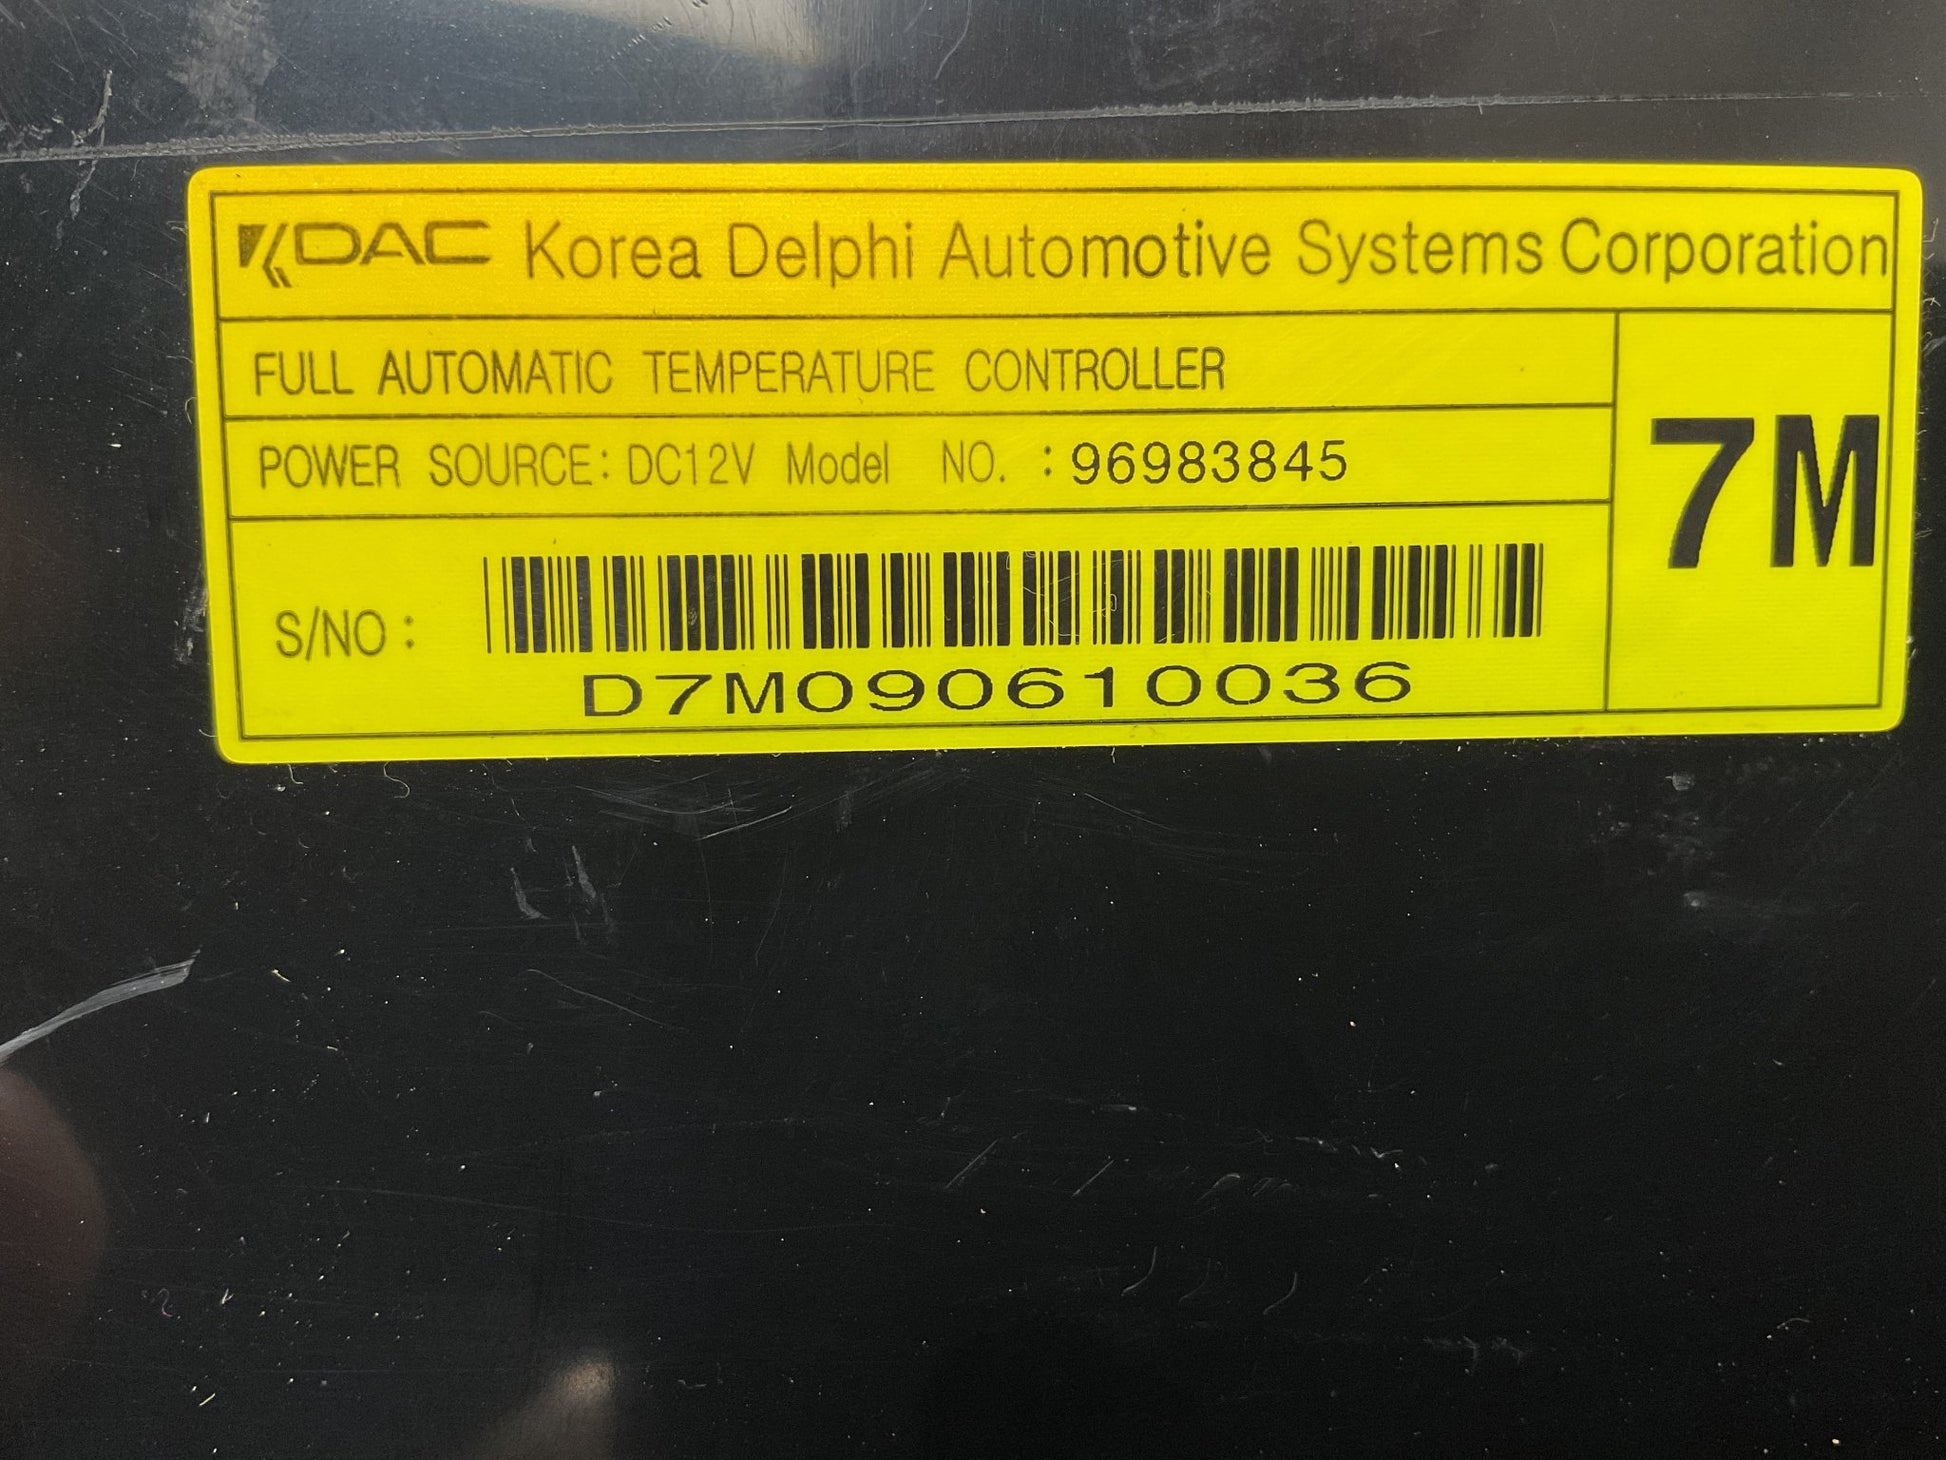 KDAC Korea Delphi Automotive Systems Corporation
FULL AUTOMATIC TEMPERATURE CONTROLLER
POWER SOURCE: DC12V Model NO. : 96983845
7M
S/NO :
D7M090610036